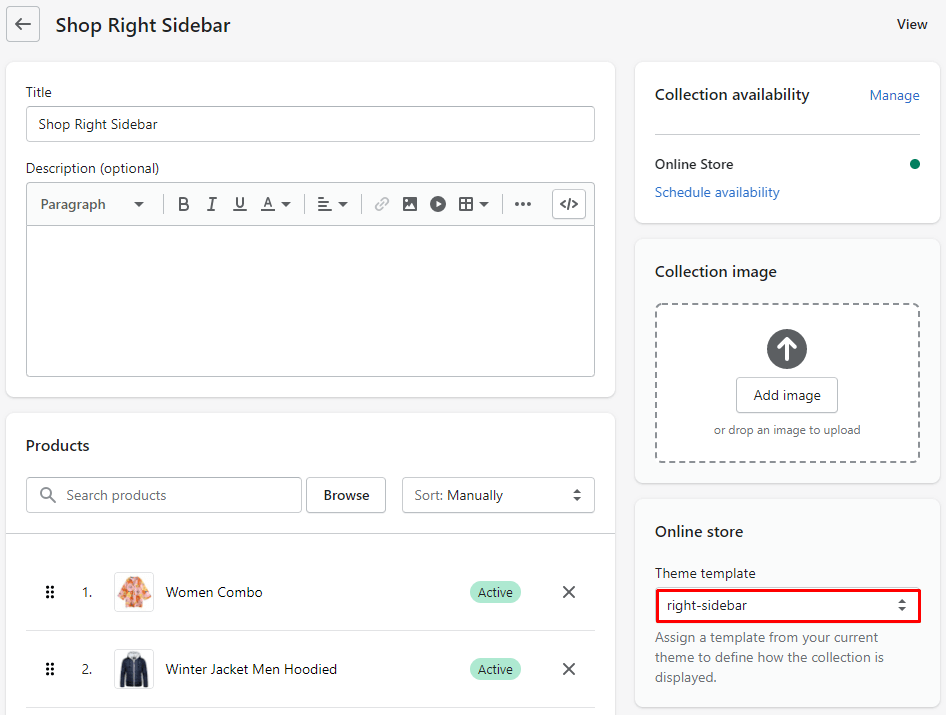 Shop Right Sidebar
View
Title
Shop Right Sidebar
Description (optional)
Paragraph
B I U A
Products
Search products
Browse
Sort: Manually
1. Women Combo Active
2. Winter Jacket Men Hoodied Active
Collection availability
Manage
Online Store
Schedule availability
Collection image
Add image
or drop an image to upload
Online store
Theme template
right-sidebar
Assign a template from your current
theme to define how the collection is
displayed.